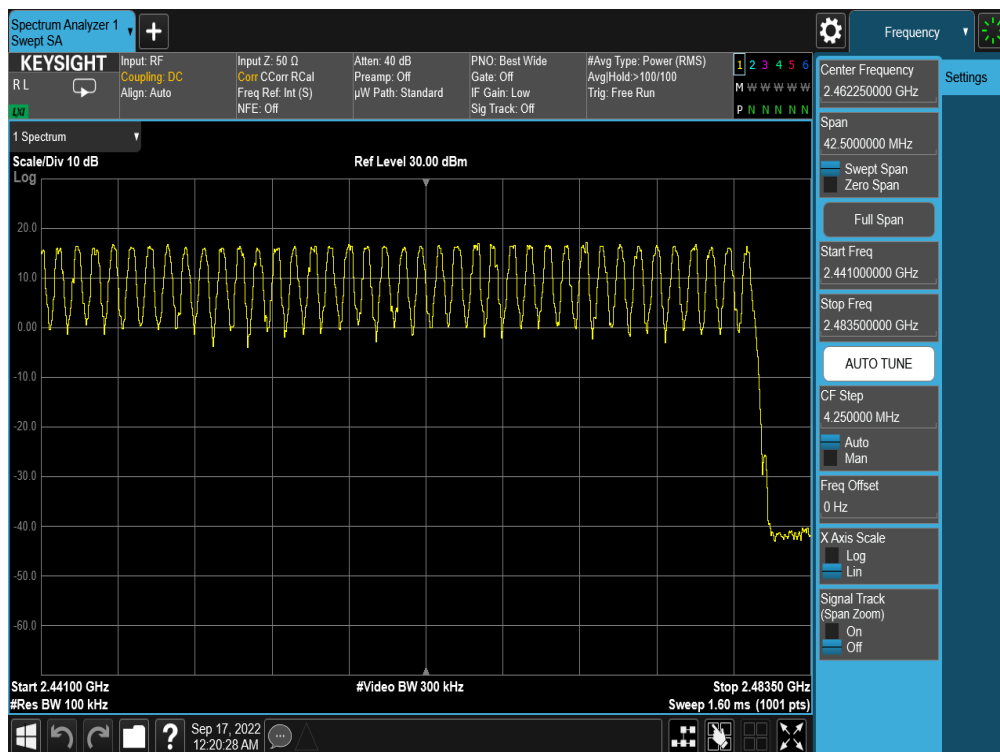 Spectrum Analyzer 1
Swept SA
Frequency
KEYSIGHT
R L
LXI
Input: RF
Coupling: DC
Align: Auto
Input Z: 50 Ω
Corr CCorr RCal
Freq Ref: Int (S)
NFE: Off
Atten: 40 dB
Preamp: Off
µW Path: Standard
PNO: Best Wide
Gate: Off
IF Gain: Low
Sig Track: Off
#Avg Type: Power (RMS)
Avg|Hold:>100/100
Trig: Free Run
1 2 3 4 5 6
M W W W W W
P N N N N N
1 Spectrum
Scale/Div 10 dB
Ref Level 30.00 dBm
Log
20.0
10.0
0.00
-10.0
-20.0
-30.0
-40.0
-50.0
-60.0
Start 2.44100 GHz
#Video BW 300 kHz
Stop 2.48350 GHz
#Res BW 100 kHz
Sweep 1.60 ms (1001 pts)
Center Frequency
2.462250000 GHz
Settings
Span
42.5000000 MHz
Swept Span
Zero Span
Full Span
Start Freq
2.441000000 GHz
Stop Freq
2.483500000 GHz
AUTO TUNE
CF Step
4.250000 MHz
Auto
Man
Freq Offset
0 Hz
X Axis Scale
Log
Lin
Signal Track
(Span Zoom)
On
Off
?
Sep 17, 2022
12:20:28 AM